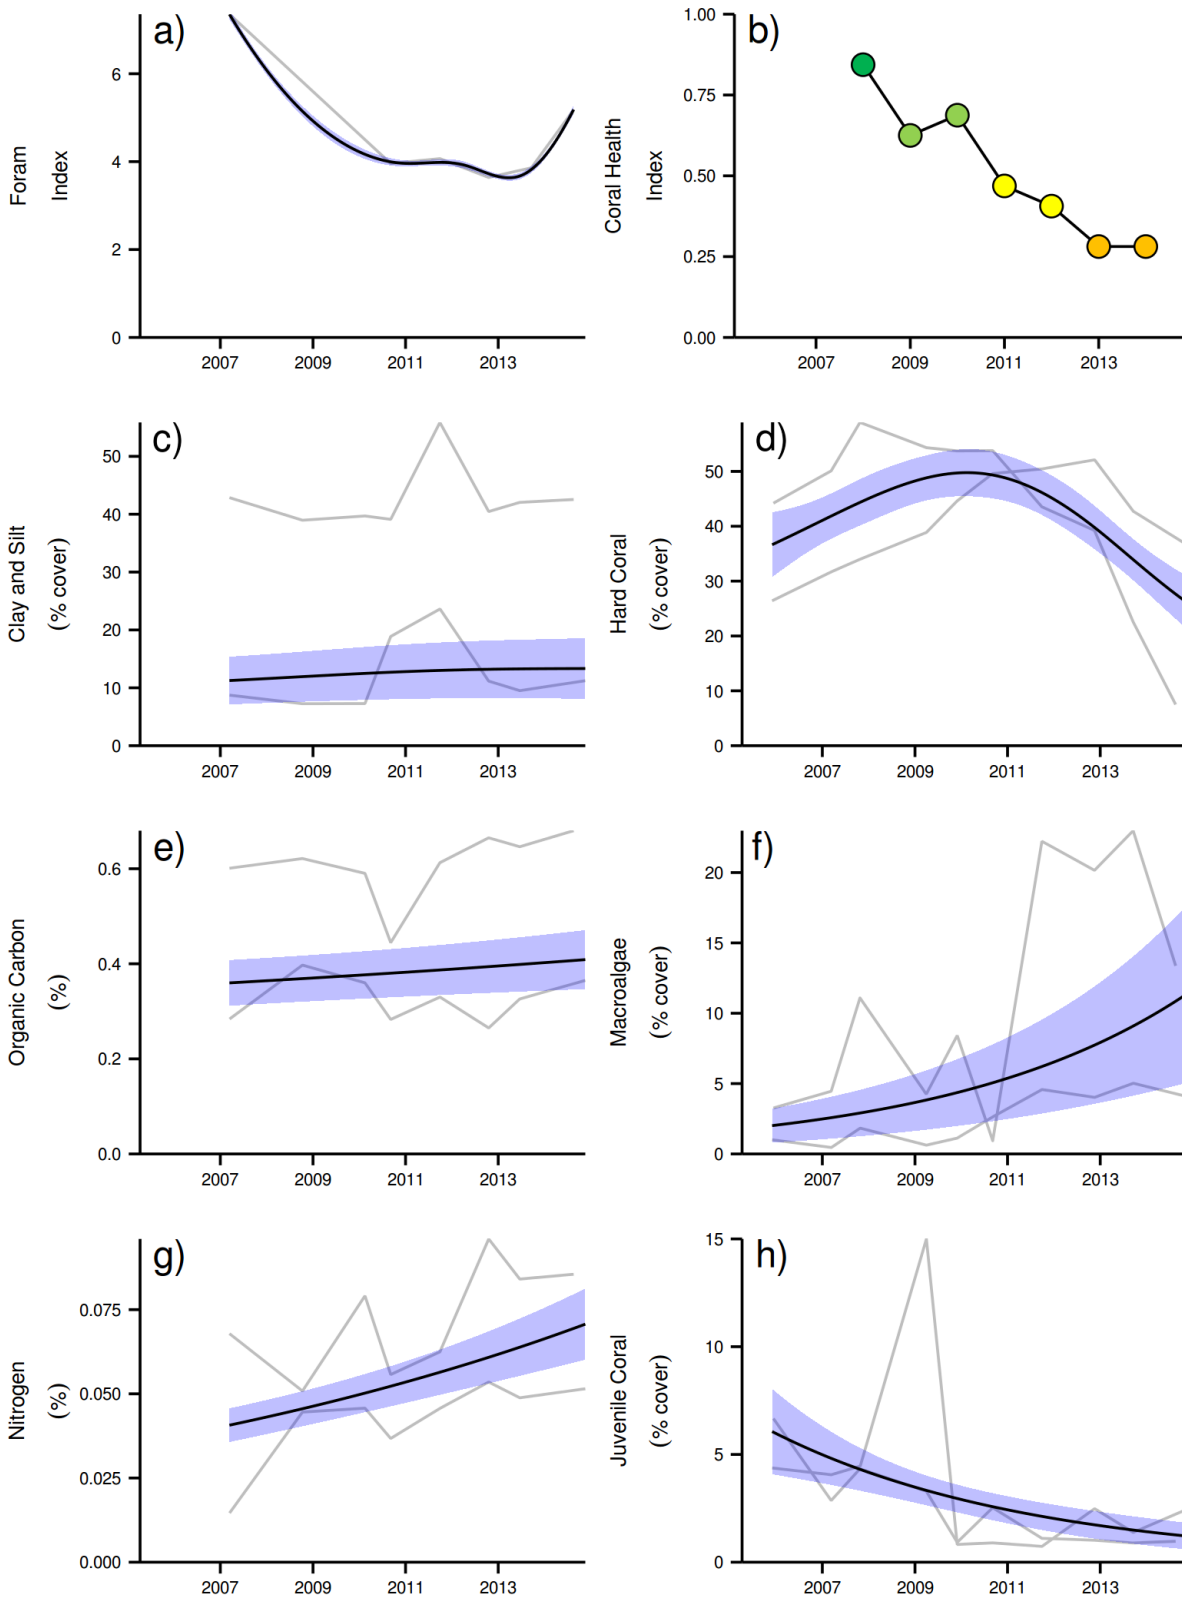 a)
Foram
Index
6
4
2
0
2007 2009 2011 2013
b)
Coral Health
Index
1.00
0.75
0.50
0.25
0.00
2007 2009 2011 2013
c)
Clay and Silt
(% cover)
50
40
30
20
10
0
2007 2009 2011 2013
d)
Hard Coral
(% cover)
50
40
30
20
10
0
2007 2009 2011 2013
e)
Organic Carbon
(%)
0.6
0.4
0.2
0.0
2007 2009 2011 2013
f)
Macroalgae
(% cover)
20
15
10
5
0
2007 2009 2011 2013
g)
Nitrogen
(%)
0.075
0.050
0.025
0.000
2007 2009 2011 2013
h)
Juvenile Coral
(% cover)
15
10
5
0
2007 2009 2011 2013